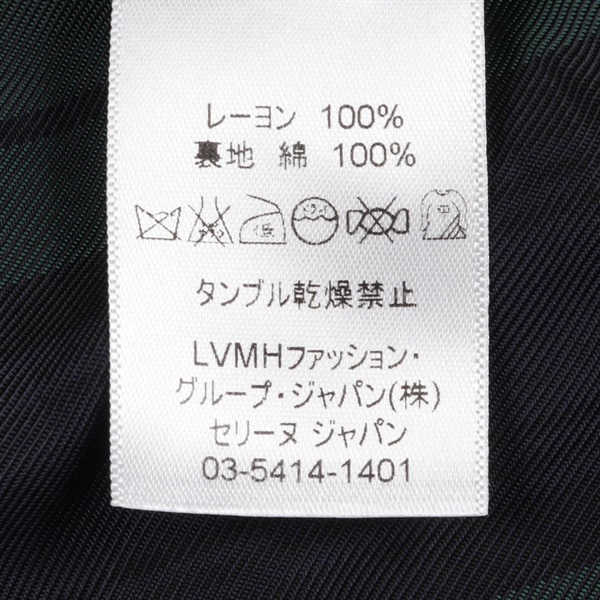 レーヨン 100%
裏地 綿 100%
低
タンブル乾燥禁止
LVMHファッション・
グループ・ジャパン(株)
セリーヌ ジャパン
03-5414-1401